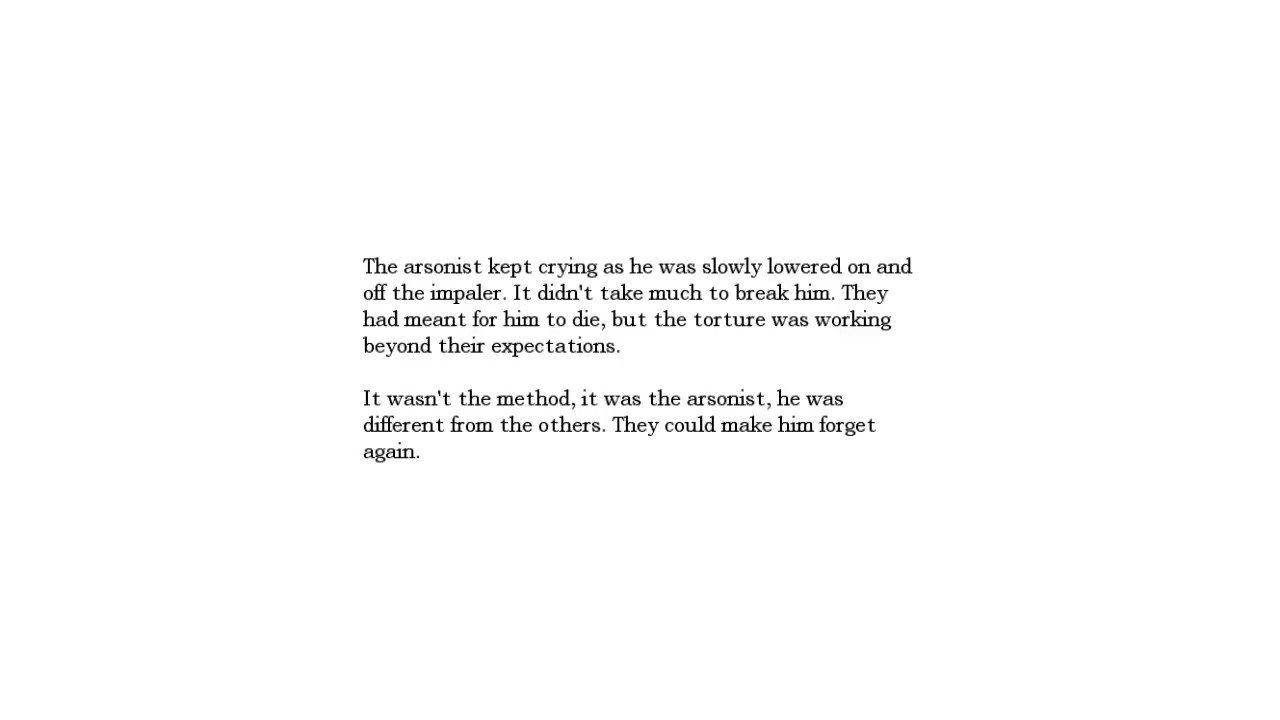 The arsonist kept crying as he was slowly lowered on and
off the impaler. It didn't take much to break him. They
had meant for him to die, but the torture was working
beyond their expectations.
It wasn't the method, it was the arsonist, he was
different from the others. They could make him forget
again.